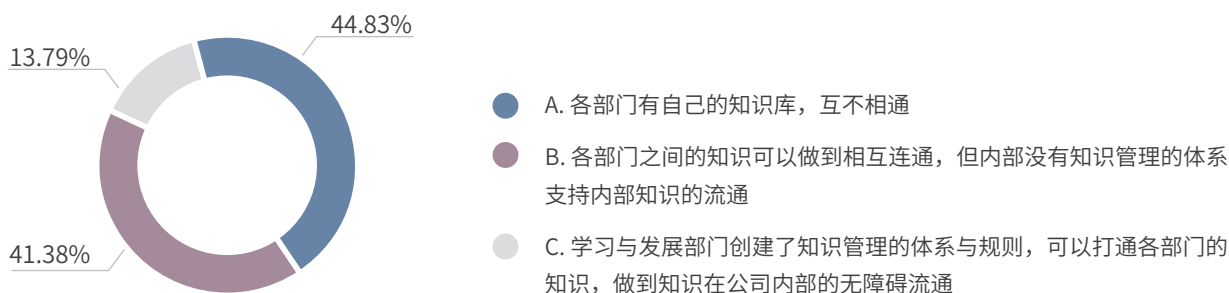 44.83%
13.79%
41.38%
A. 各部门有自己的知识库，互不相通
B. 各部门之间的知识可以做到相互连通，但内部没有知识管理的体系
支持内部知识的流通
C. 学习与发展部门创建了知识管理的体系与规则，可以打通各部门的
知识，做到知识在公司内部的无障碍流通